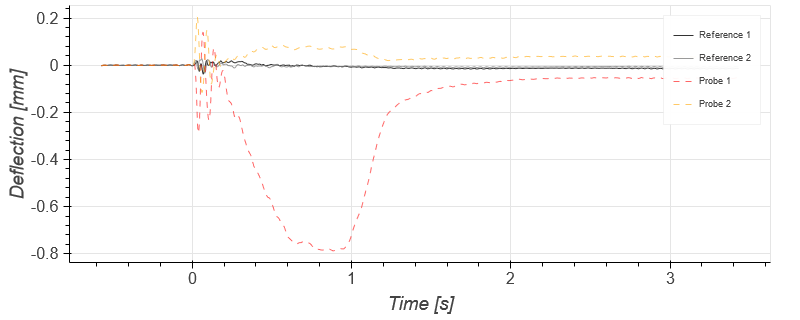 Deflection [mm]
0.2
0
-0.2
-0.4
-0.6
-0.8
0
1
2
3
Time [s]
Reference 1
Reference 2
Probe 1
Probe 2